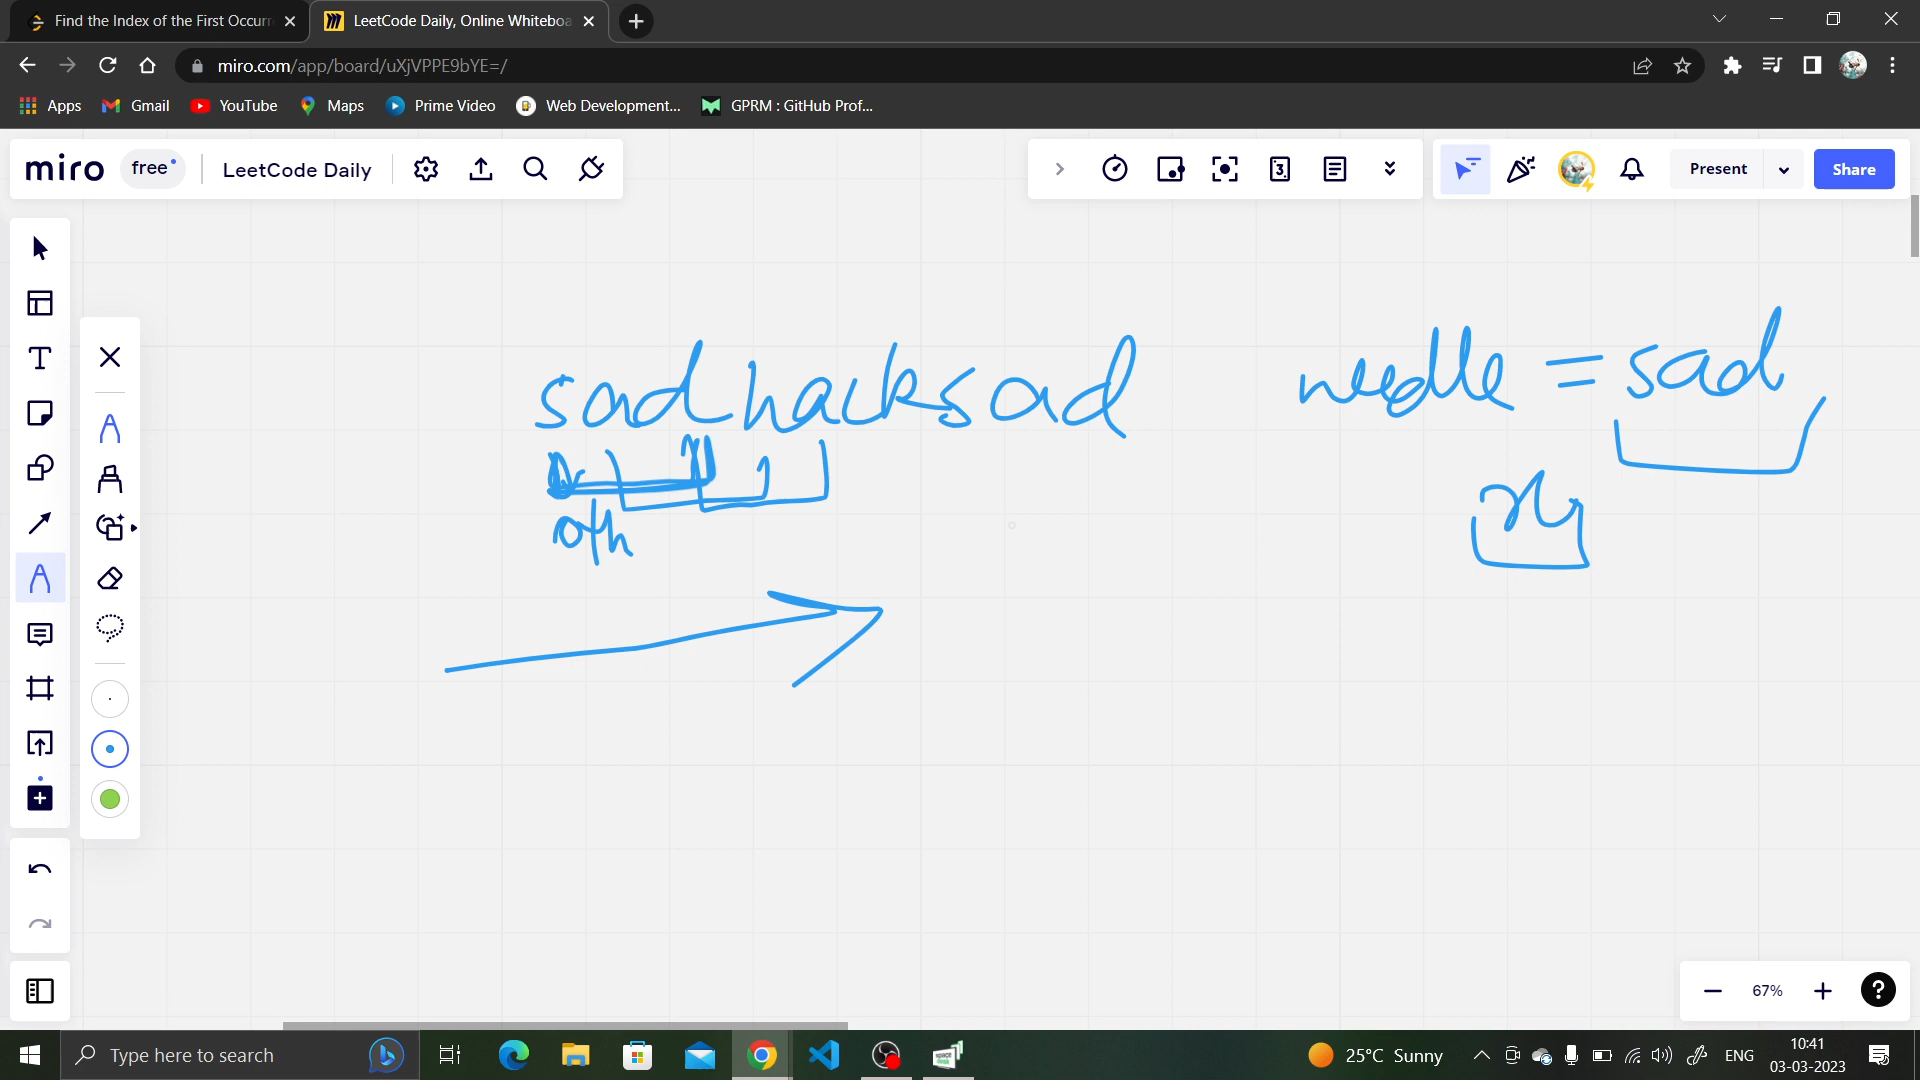 Find the Index of the First Occurr
LeetCode Daily, Online Whiteboa
miro.com/app/board/uXjVPPE9bYE=/
Apps
Gmail
YouTube
Maps
Prime Video
Web Development...
GPRM : GitHub Prof...
miro
free
LeetCode Daily
3
Present
Share
sadhacksad
needle = sad
0th
67%
?
Type here to search
25°C Sunny
ENG
10:41
03-03-2023